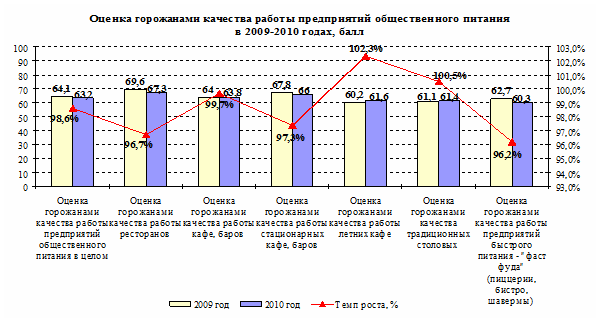 Оценка горожанами качества работы предприятий общественного питания
в 2009-2010 годах, балл
100
90
80
70
60
50
40
30
20
10
0
103,0%
102,0%
101,0%
100,0%
99,0%
98,0%
97,0%
96,0%
95,0%
94,0%
93,0%
64,1
63,2
98,6%
69,6
67,3
96,7%
64
63,8
99,7%
67,8
66
97,3%
60,2
61,6
102,3%
61,1
61,4
100,5%
62,7
60,3
96,2%
Оценка
горожанами
качества работы
предприятий
общественного
питания в целом
Оценка
горожанами
качества работы
ресторанов
Оценка
горожанами
качества работы
кафе, баров
Оценка
горожанами
качества работы
стационарных
кафе, баров
Оценка
горожанами
качества работы
летних кафе
Оценка
горожанами
качества
традиционных
столовых
Оценка
горожанами
качества работы
предприятий
быстрого
питания - "фаст
фуда"
(пиццерии,
бистро,
шавермы)
2009 год
2010 год
Темп роста, %